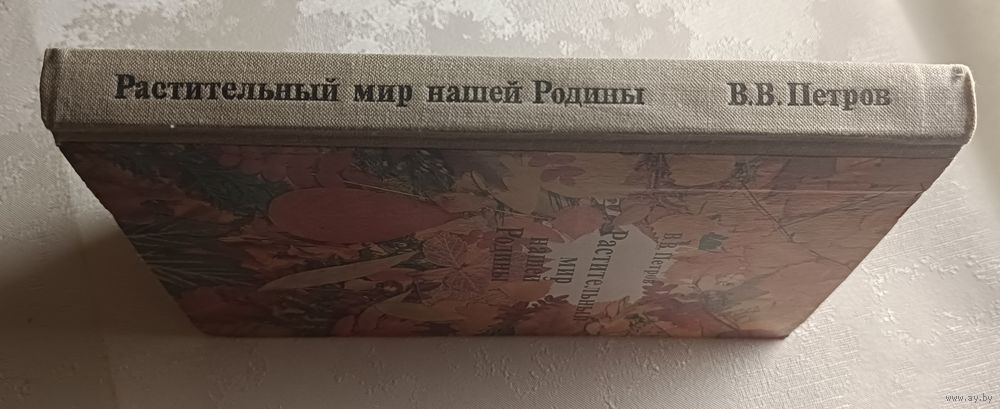 Растительный мир нашей Родины В.В. Петров
В.В.Петров
Растительный
мир
нашей
Родины
www.ay.by